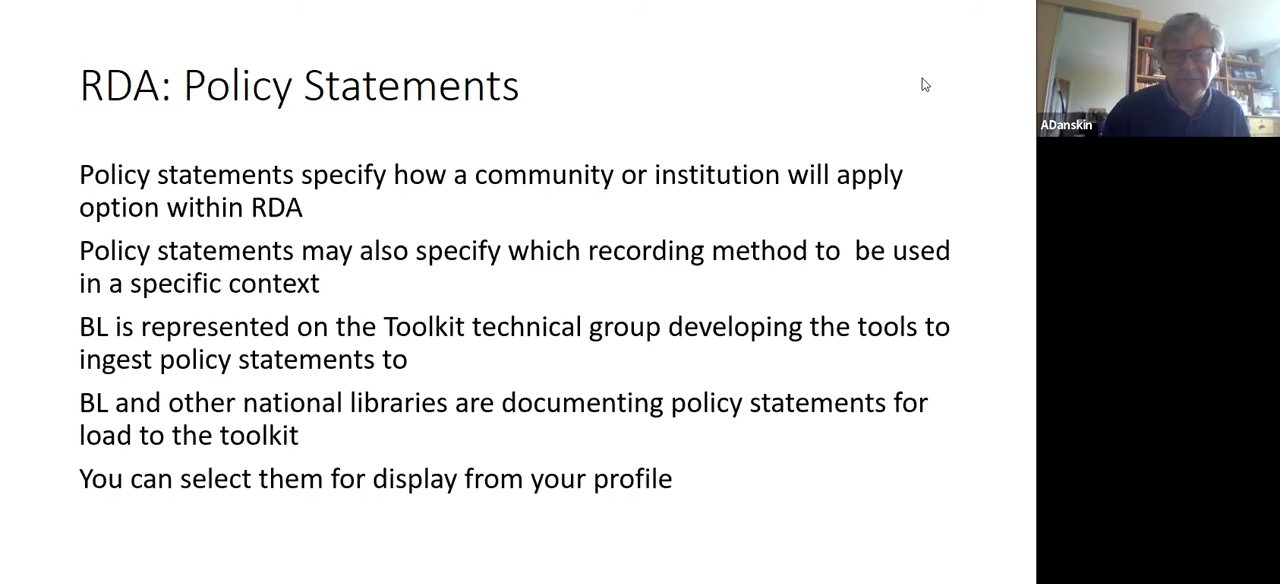 RDA: Policy Statements
Policy statements specify how a community or institution will apply
option within RDA
Policy statements may also specify which recording method to  be used
in a specific context
BL is represented on the Toolkit technical group developing the tools to
ingest policy statements to
BL and other national libraries are documenting policy statements for
load to the toolkit
You can select them for display from your profile
ADanskin